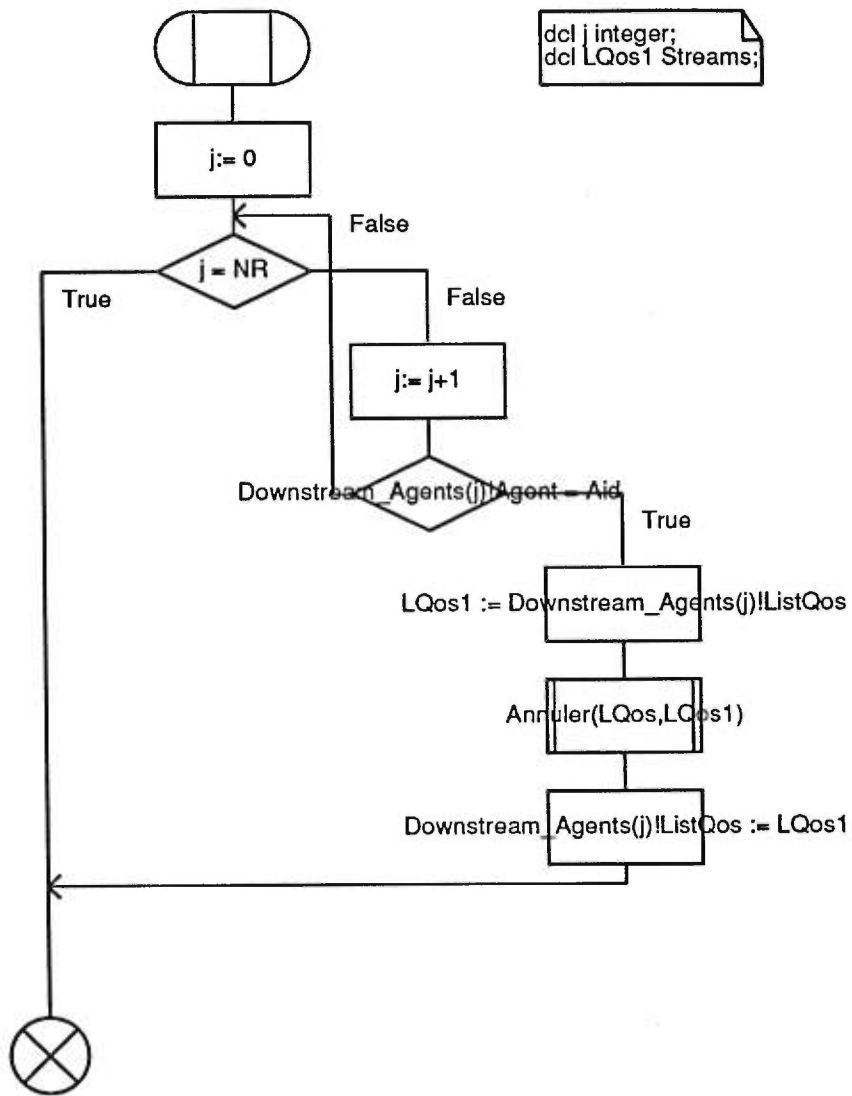 dcl j integer;
dcl LQos1 Streams;
j:= 0
False
j = NR
True
False
j:= j+1
Downstream_Agents(j)!Agent = Aid
True
LQos1 := Downstream_Agents(j)!ListQos
Annuler(LQos,LQos1)
Downstream_Agents(j)!ListQos := LQos1